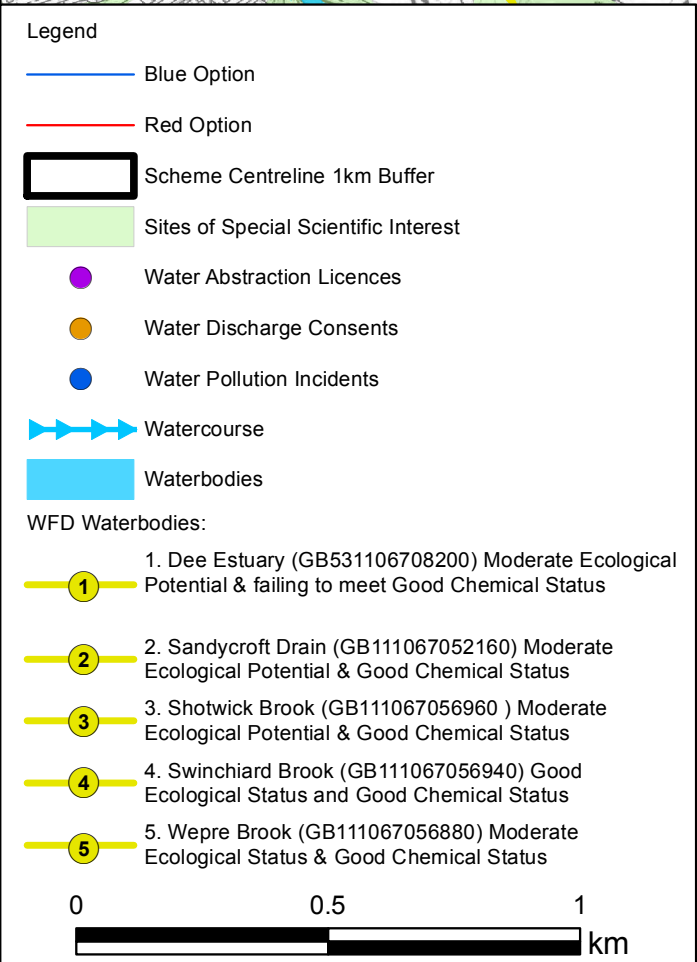 Legend
Blue Option
Red Option
Scheme Centreline 1km Buffer
Sites of Special Scientific Interest
Water Abstraction Licences
Water Discharge Consents
Water Pollution Incidents
Watercourse
Waterbodies
WFD Waterbodies:
1. Dee Estuary (GB531106708200) Moderate Ecological
1 Potential & failing to meet Good Chemical Status
2. Sandycroft Drain (GB111067052160) Moderate
2 Ecological Potential & Good Chemical Status
3. Shotwick Brook (GB111067056960 ) Moderate
3 Ecological Potential & Good Chemical Status
4. Swinchiard Brook (GB111067056940) Good
4 Ecological Status and Good Chemical Status
5. Wepre Brook (GB111067056880) Moderate
5 Ecological Status & Good Chemical Status
0 0.5 1
km